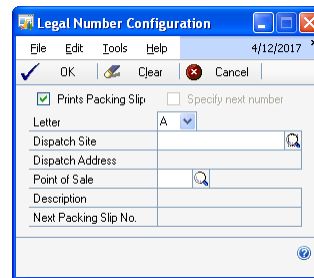 Legal Number Configuration
File Edit Tools Help 4/12/2017
OK Clear Cancel
Prints Packing Slip Specify next number
Letter A
Dispatch Site
Dispatch Address
Point of Sale
Description
Next Packing Slip No.